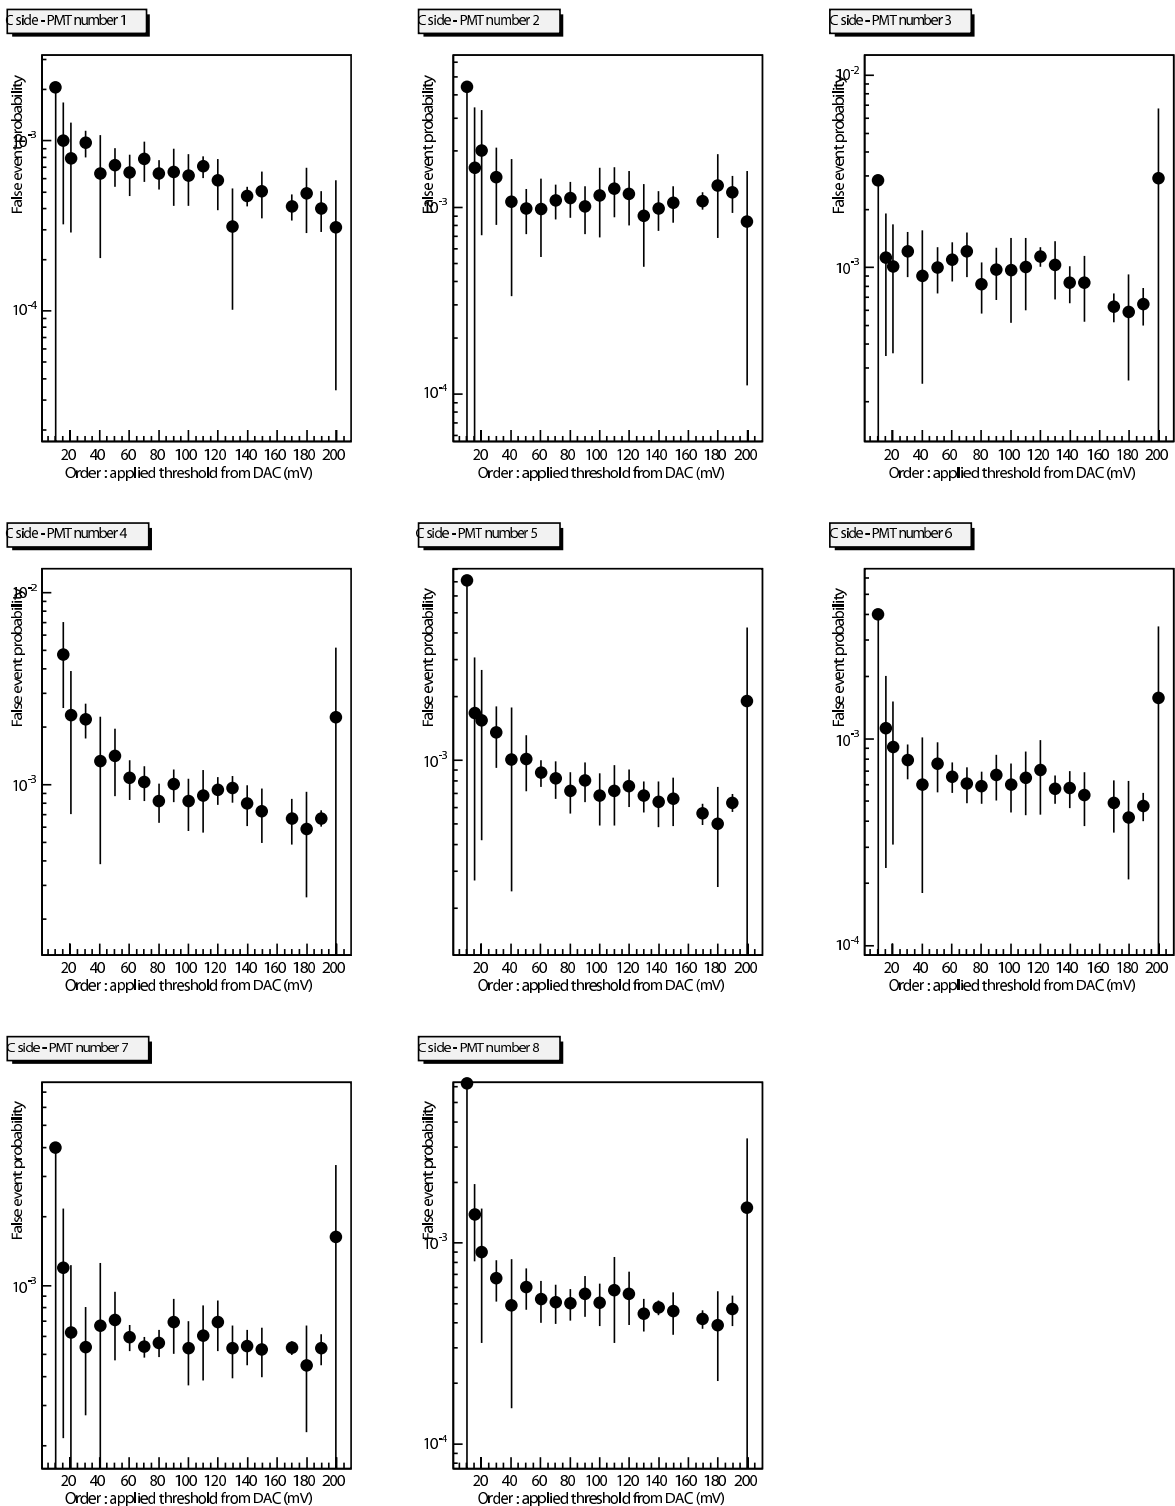 C side - PMT number 1
C side - PMT number 2
C side - PMT number 3
False event probability
10-3
10-4
20 40 60 80 100 120 140 160 180 200
Order : applied threshold from DAC (mV)
False event probability
10-3
10-4
20 40 60 80 100 120 140 160 180 200
Order : applied threshold from DAC (mV)
False event probability
10-2
10-3
20 40 60 80 100 120 140 160 180 200
Order : applied threshold from DAC (mV)
C side - PMT number 4
C side - PMT number 5
C side - PMT number 6
False event probability
10-2
10-3
20 40 60 80 100 120 140 160 180 200
Order : applied threshold from DAC (mV)
False event probability
10-3
20 40 60 80 100 120 140 160 180 200
Order : applied threshold from DAC (mV)
False event probability
10-3
10-4
20 40 60 80 100 120 140 160 180 200
Order : applied threshold from DAC (mV)
C side - PMT number 7
C side - PMT number 8
False event probability
10-3
20 40 60 80 100 120 140 160 180 200
Order : applied threshold from DAC (mV)
False event probability
10-3
10-4
20 40 60 80 100 120 140 160 180 200
Order : applied threshold from DAC (mV)